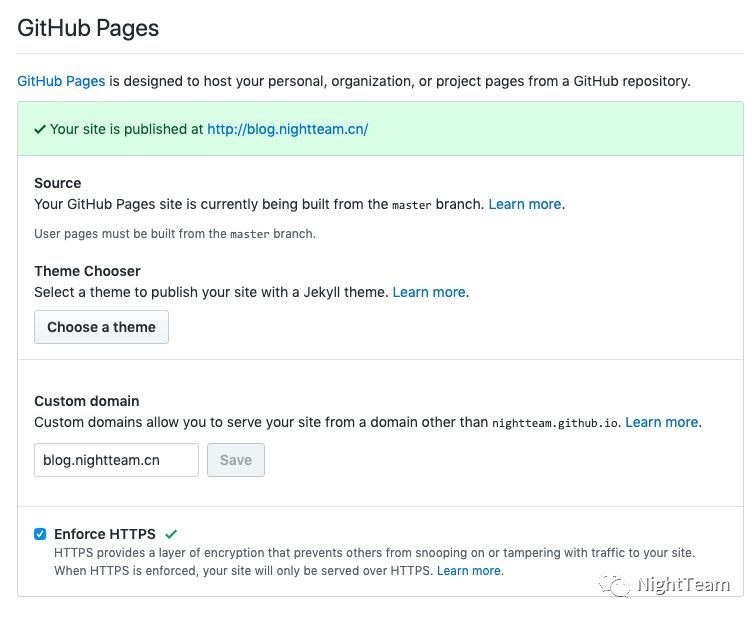 GitHub Pages
GitHub Pages is designed to host your personal, organization, or project pages from a GitHub repository.
Your site is published at http://blog.nightteam.cn/
Source
Your GitHub Pages site is currently being built from the master branch. Learn more.
User pages must be built from the master branch.
Theme Chooser
Select a theme to publish your site with a Jekyll theme. Learn more.
Choose a theme
Custom domain
Custom domains allow you to serve your site from a domain other than nightteam.github.io. Learn more.
blog.nightteam.cn Save
Enforce HTTPS
HTTPS provides a layer of encryption that prevents others from snooping on or tampering with traffic to your site.
When HTTPS is enforced, your site will only be served over HTTPS. Learn more.
NightTeam